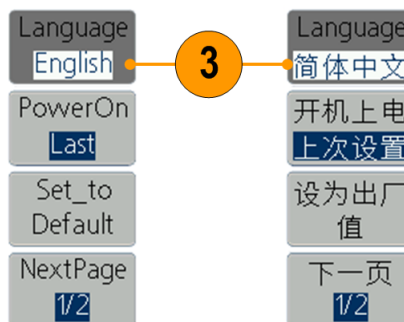 Language
English
PowerOn
Last
Set_to
Default
NextPage
1/2
3
Language
简体中文
开机上电
上次设置
设为出厂
值
下一页
1/2